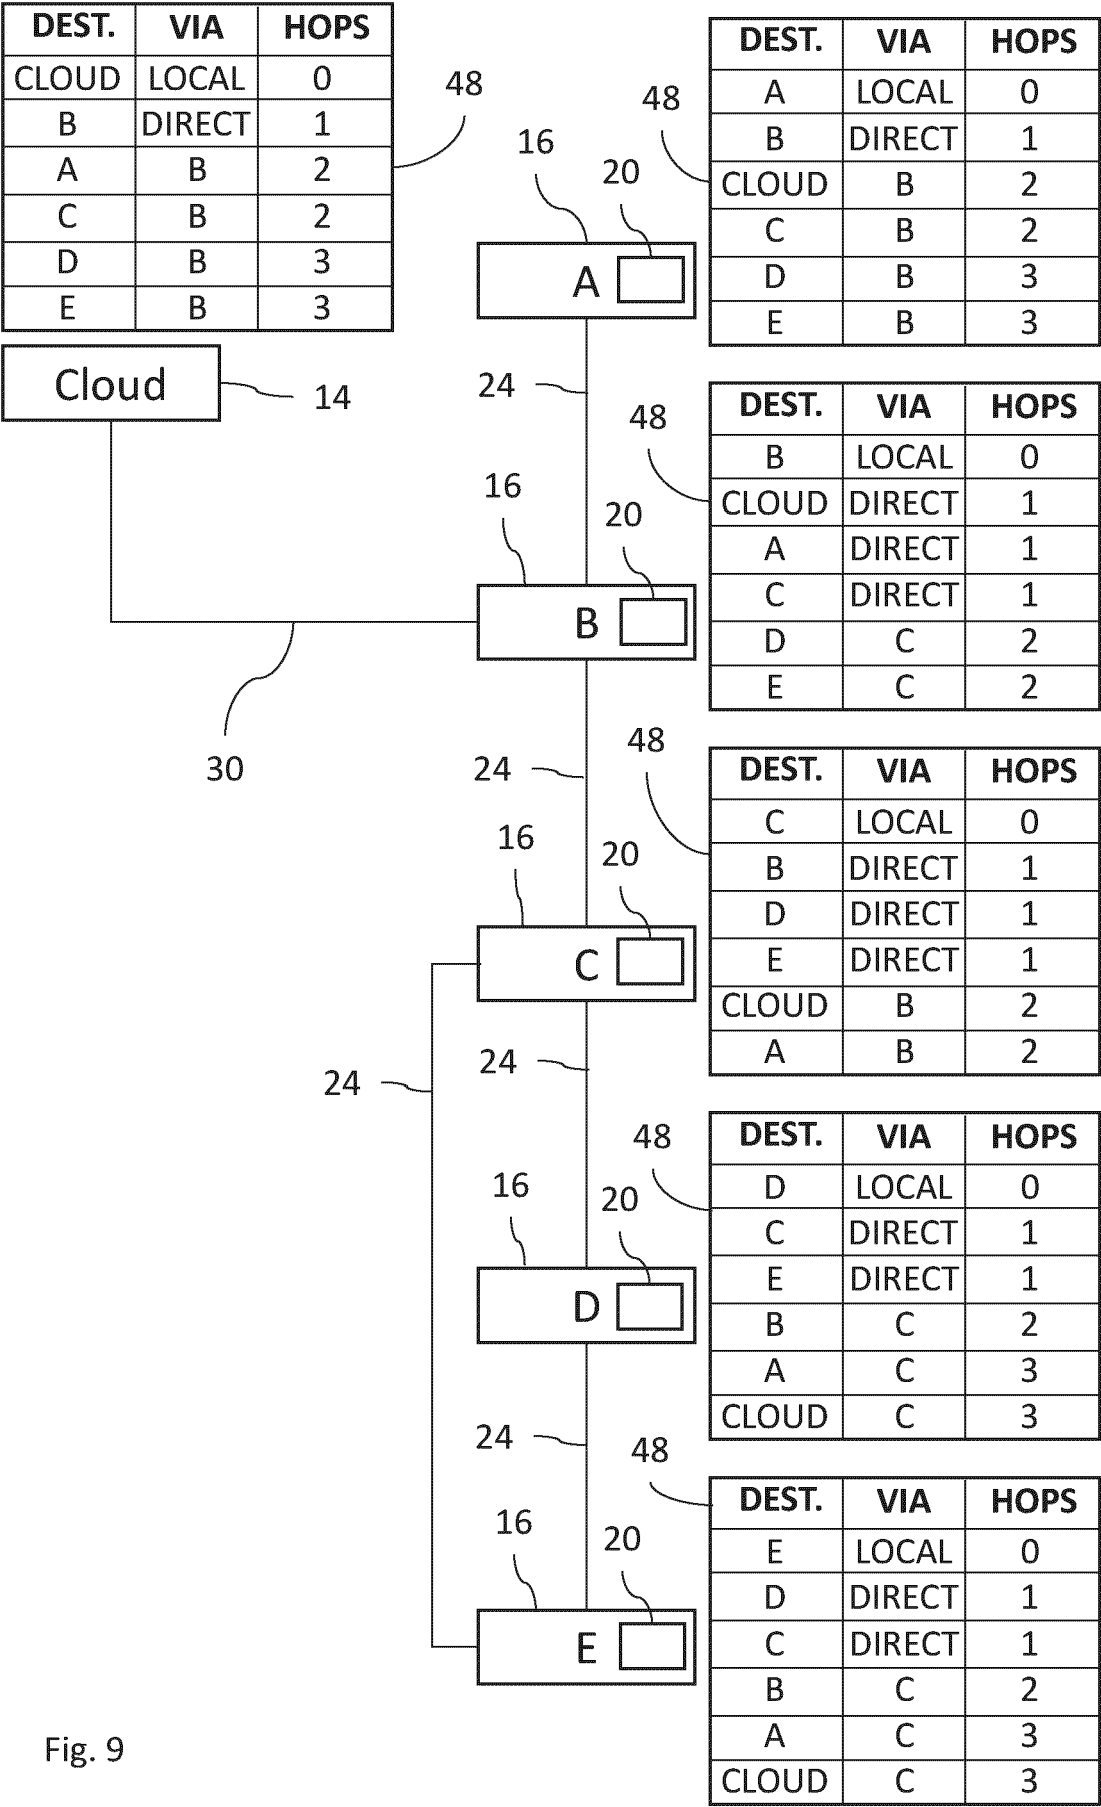 DEST. VIA HOPS
CLOUD LOCAL 0
B DIRECT 1
A B 2
C B 2
D B 3
E B 3
48
Cloud
14
30
16
20
A
48
DEST. VIA HOPS
A LOCAL 0
B DIRECT 1
CLOUD B 2
C B 2
D B 3
E B 3
24
16
20
B
48
DEST. VIA HOPS
B LOCAL 0
CLOUD DIRECT 1
A DIRECT 1
C DIRECT 1
D C 2
E C 2
24
16
20
C
48
DEST. VIA HOPS
C LOCAL 0
B DIRECT 1
D DIRECT 1
E DIRECT 1
CLOUD B 2
A B 2
24
24
16
20
D
48
DEST. VIA HOPS
D LOCAL 0
C DIRECT 1
E DIRECT 1
B C 2
A C 3
CLOUD C 3
24
16
20
E
48
DEST. VIA HOPS
E LOCAL 0
D DIRECT 1
C DIRECT 1
B C 2
A C 3
CLOUD C 3
Fig. 9